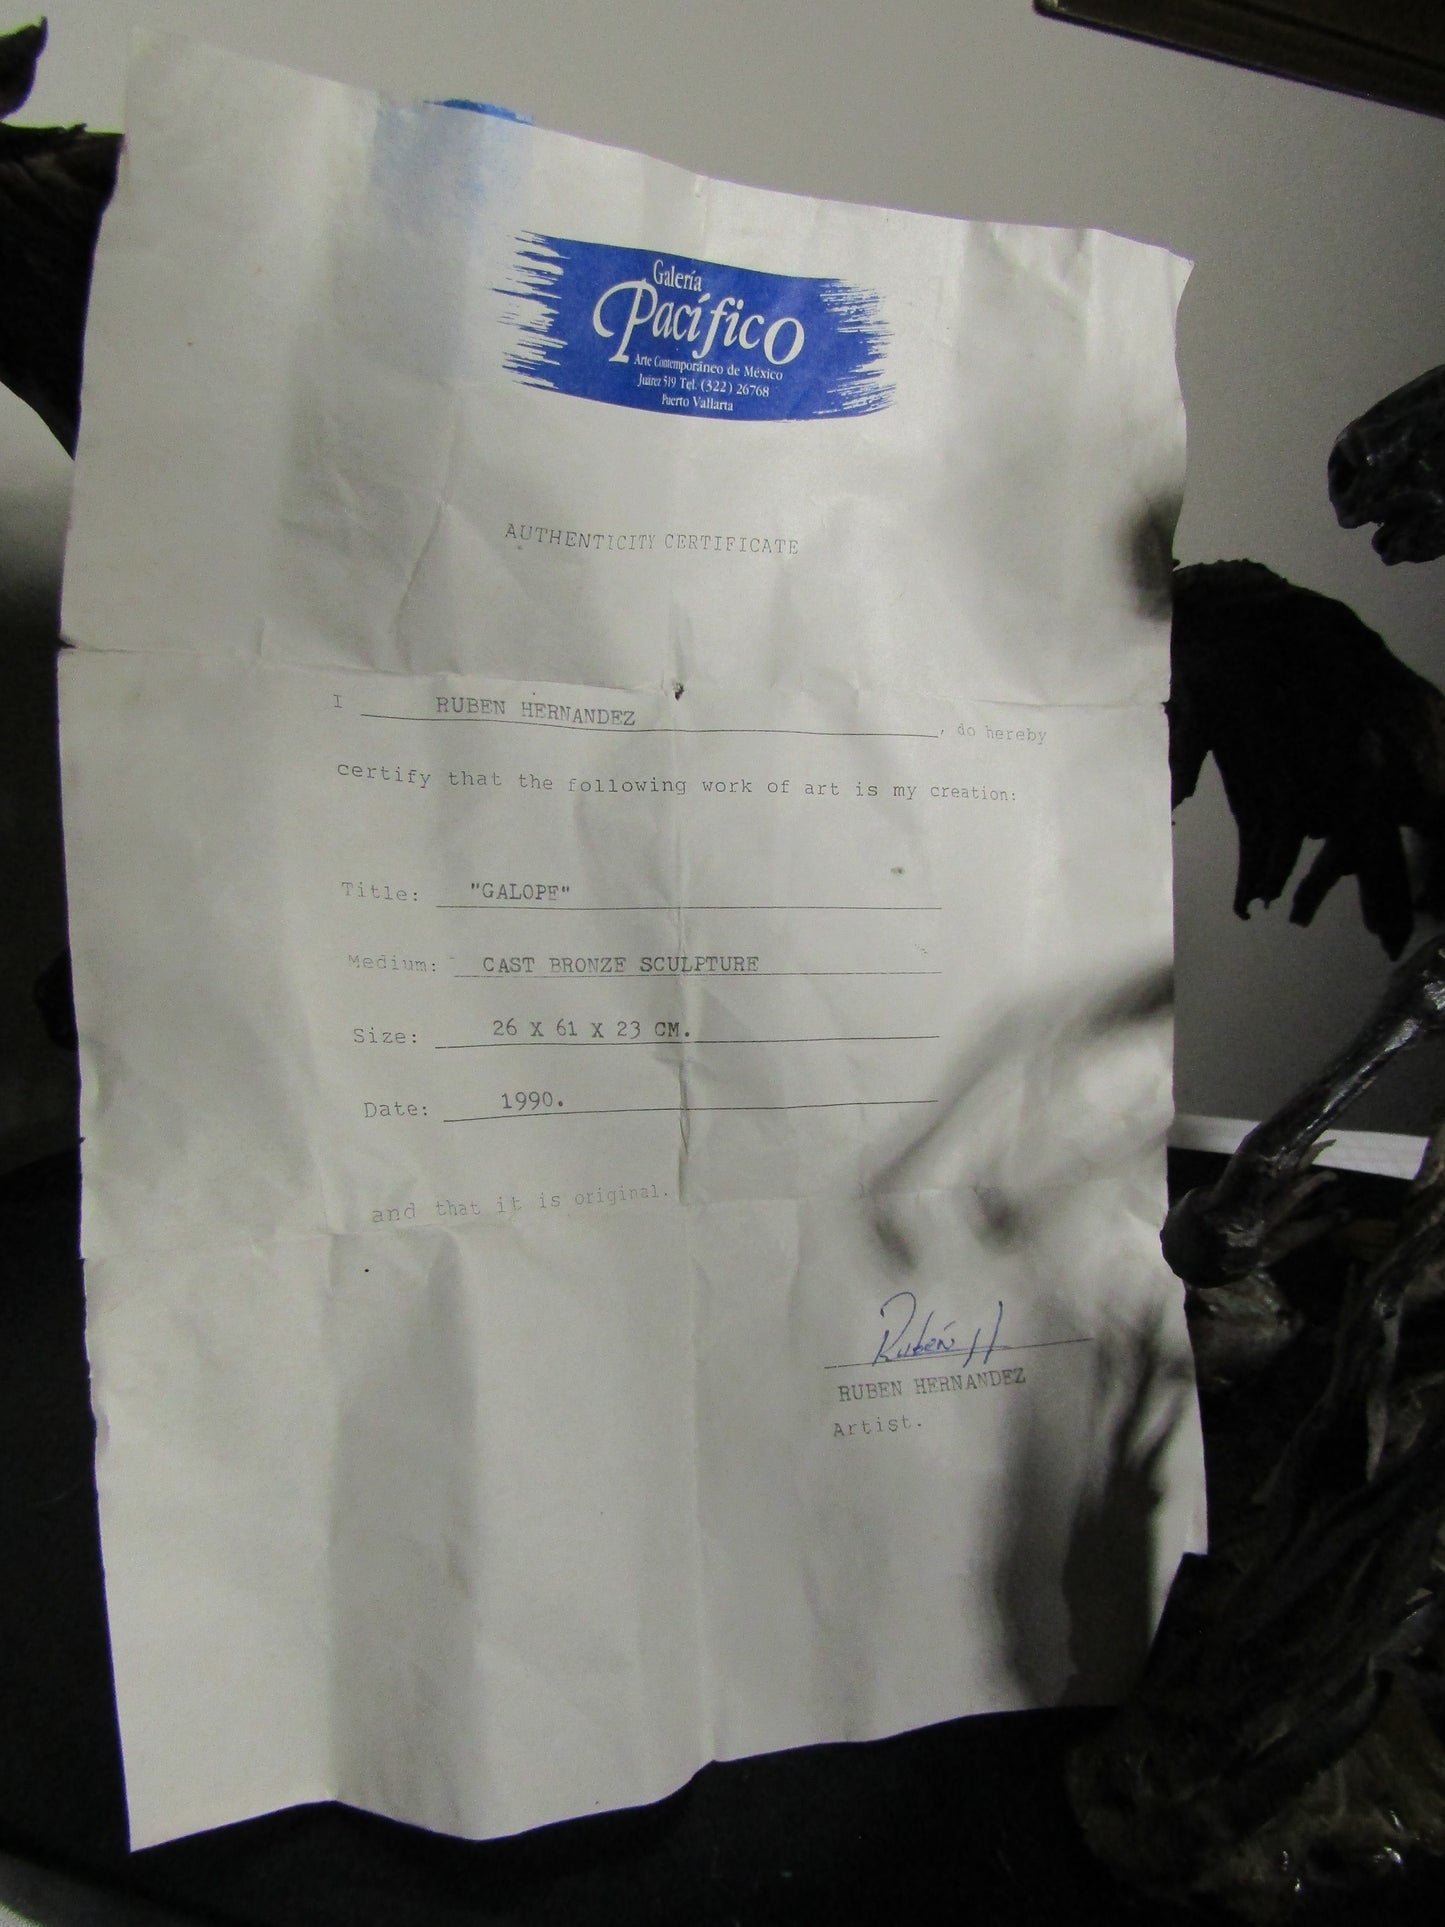 Galería
Pacífico
Arte Contemporáneo de México
Juárez 519 Tel. (322) 26768
Puerto Vallarta
AUTHENTICITY CERTIFICATE
I RUBEN HERNANDEZ, do hereby
certify that the following work of art is my creation:
Title: "GALOPE"
Medium: CAST BRONZE SCULPTURE
Size: 26 X 61 X 23 CM.
Date: 1990.
and that it is original.
Rubén H
RUBEN HERNANDEZ
Artist.